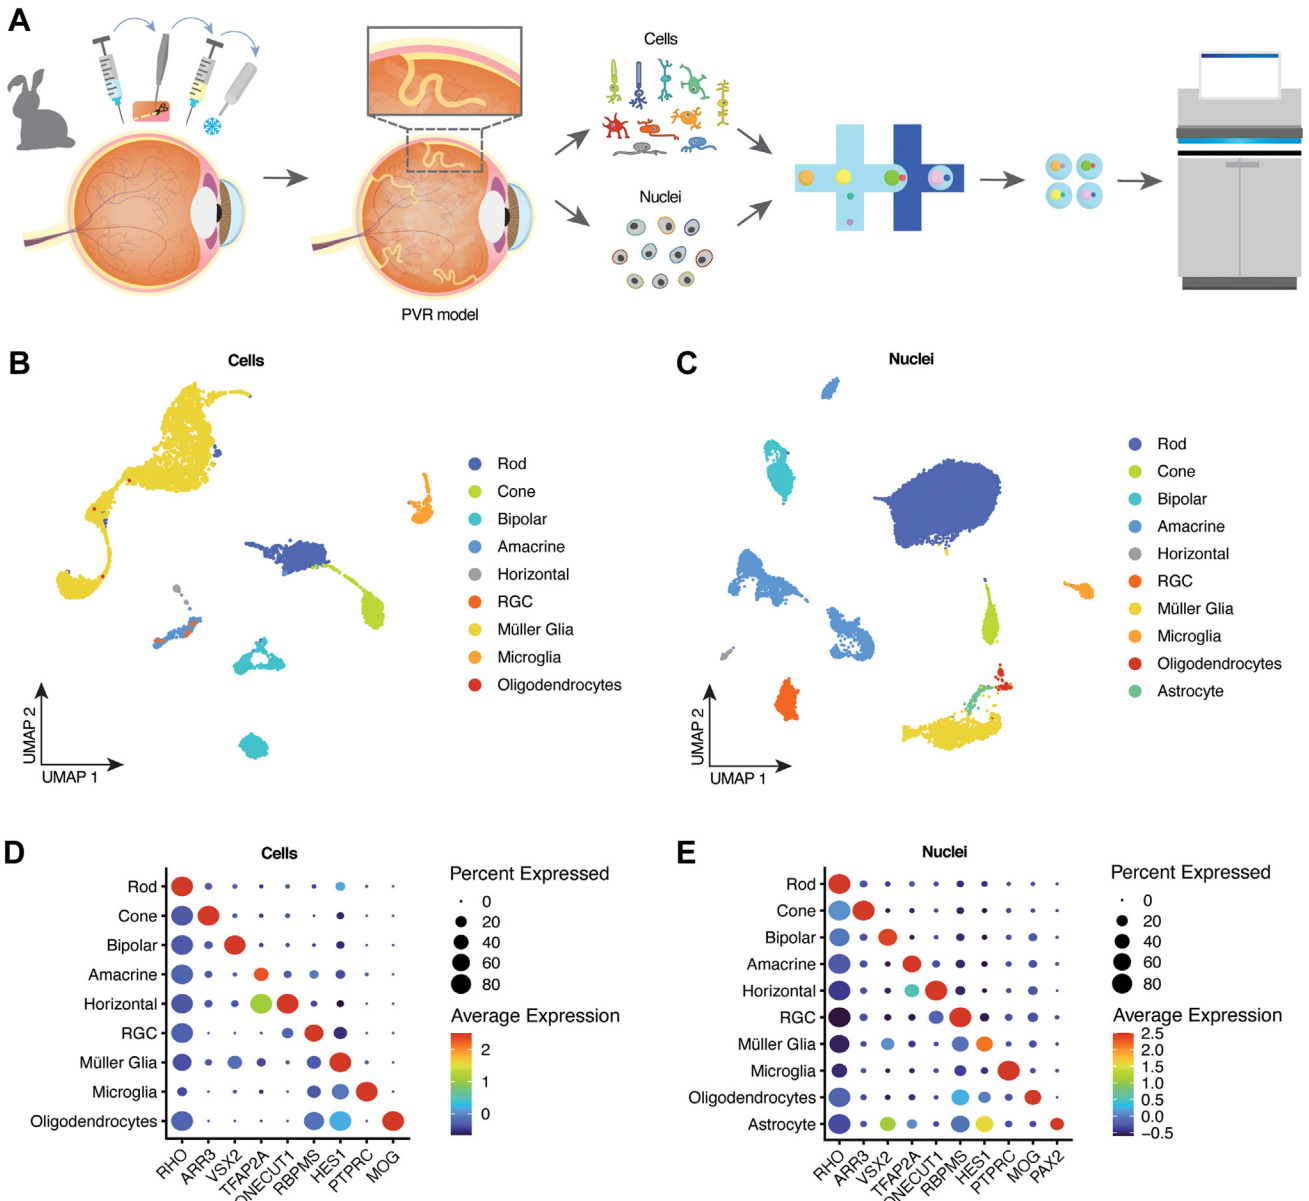 A
Cells
Nuclei
PVR model
B
Cells
Rod
Cone
Bipolar
Amacrine
Horizontal
RGC
Müller Glia
Microglia
Oligodendrocytes
UMAP 2
UMAP 1
C
Nuclei
Rod
Cone
Bipolar
Amacrine
Horizontal
RGC
Müller Glia
Microglia
Oligodendrocytes
Astrocyte
UMAP 2
UMAP 1
D
Cells
Rod
Cone
Bipolar
Amacrine
Horizontal
RGC
Müller Glia
Microglia
Oligodendrocytes
RHO
ARR3
VSX2
TFAP2A
ONECUT1
RBPMS
HES1
PTPRC
MOG
Percent Expressed
0
20
40
60
80
Average Expression
2
1
0
E
Nuclei
Rod
Cone
Bipolar
Amacrine
Horizontal
RGC
Müller Glia
Microglia
Oligodendrocytes
Astrocyte
RHO
ARR3
VSX2
TFAP2A
ONECUT1
RBPMS
HES1
PTPRC
MOG
PAX2
Percent Expressed
0
20
40
60
80
Average Expression
2.5
2.0
1.5
1.0
0.5
0.0
−0.5